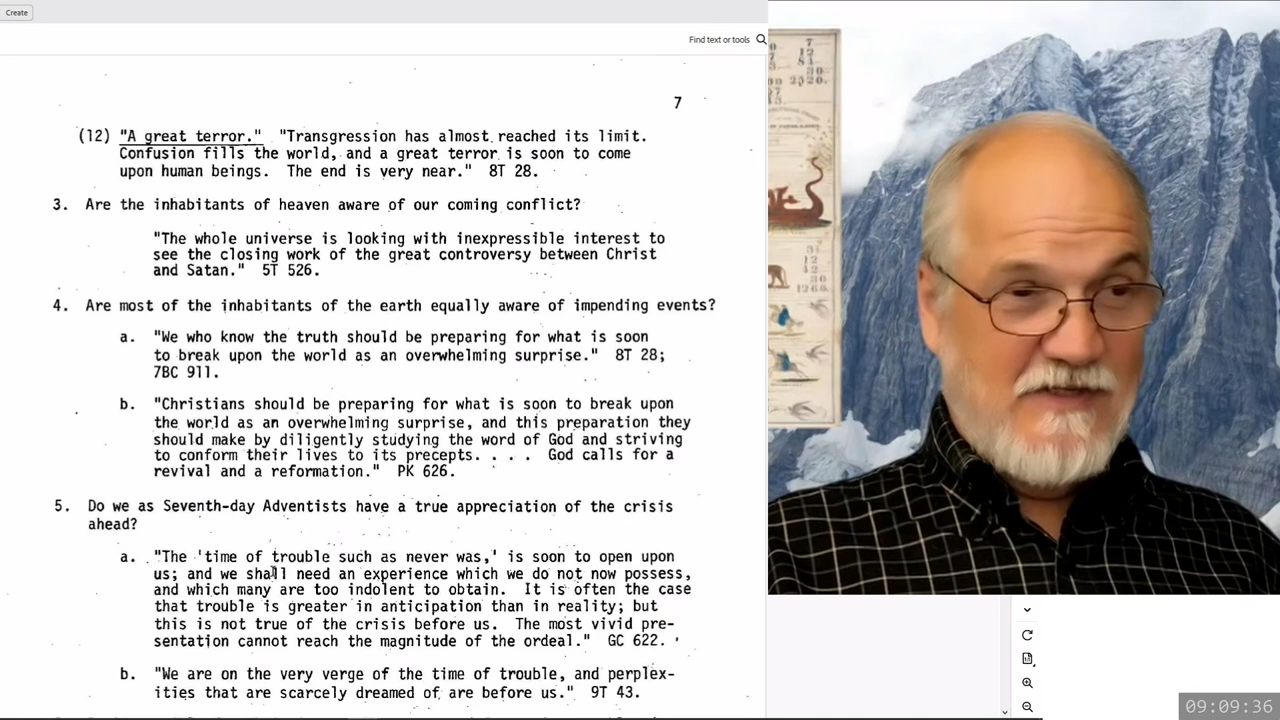 Create
Find text or tools
7
(12) "A great terror." "Transgression has almost reached its limit.
Confusion fills the world, and a great terror is soon to come
upon human beings. The end is very near." 8T 28.
3. Are the inhabitants of heaven aware of our coming conflict?
"The whole universe is looking with inexpressible interest to
see the closing work of the great controversy between Christ
and Satan." 5T 526.
4. Are most of the inhabitants of the earth equally aware of impending events?
a. "We who know the truth should be preparing for what is soon
to break upon the world as an overwhelming surprise." 8T 28;
7BC 911.
b. "Christians should be preparing for what is soon to break upon
the world as an overwhelming surprise, and this preparation they
should make by diligently studying the word of God and striving
to conform their lives to its precepts. . . . God calls for a
revival and a reformation." PK 626.
5. Do we as Seventh-day Adventists have a true appreciation of the crisis
ahead?
a. "The 'time of trouble such as never was,' is soon to open upon
us; and we shall need an experience which we do not now possess,
and which many are too indolent to obtain. It is often the case
that trouble is greater in anticipation than in reality; but
this is not true of the crisis before us. The most vivid pre-
sentation cannot reach the magnitude of the ordeal." GC 622.
b. "We are on the very verge of the time of trouble, and perplex-
ities that are scarcely dreamed of are before us." 9T 43.
7
12
2520
1260
09:09:36